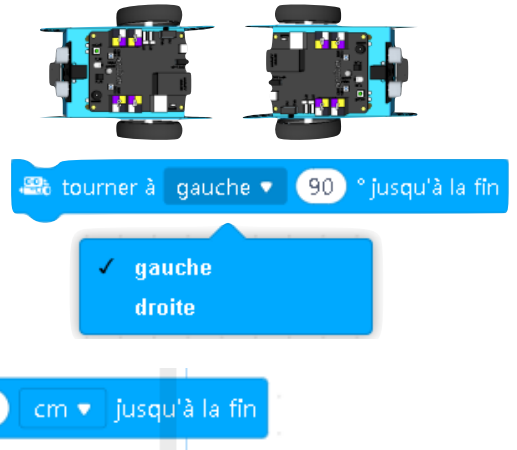 tourner à gauche ▼ 90 ° jusqu'à la fin
✓ gauche
droite
cm ▼ jusqu'à la fin